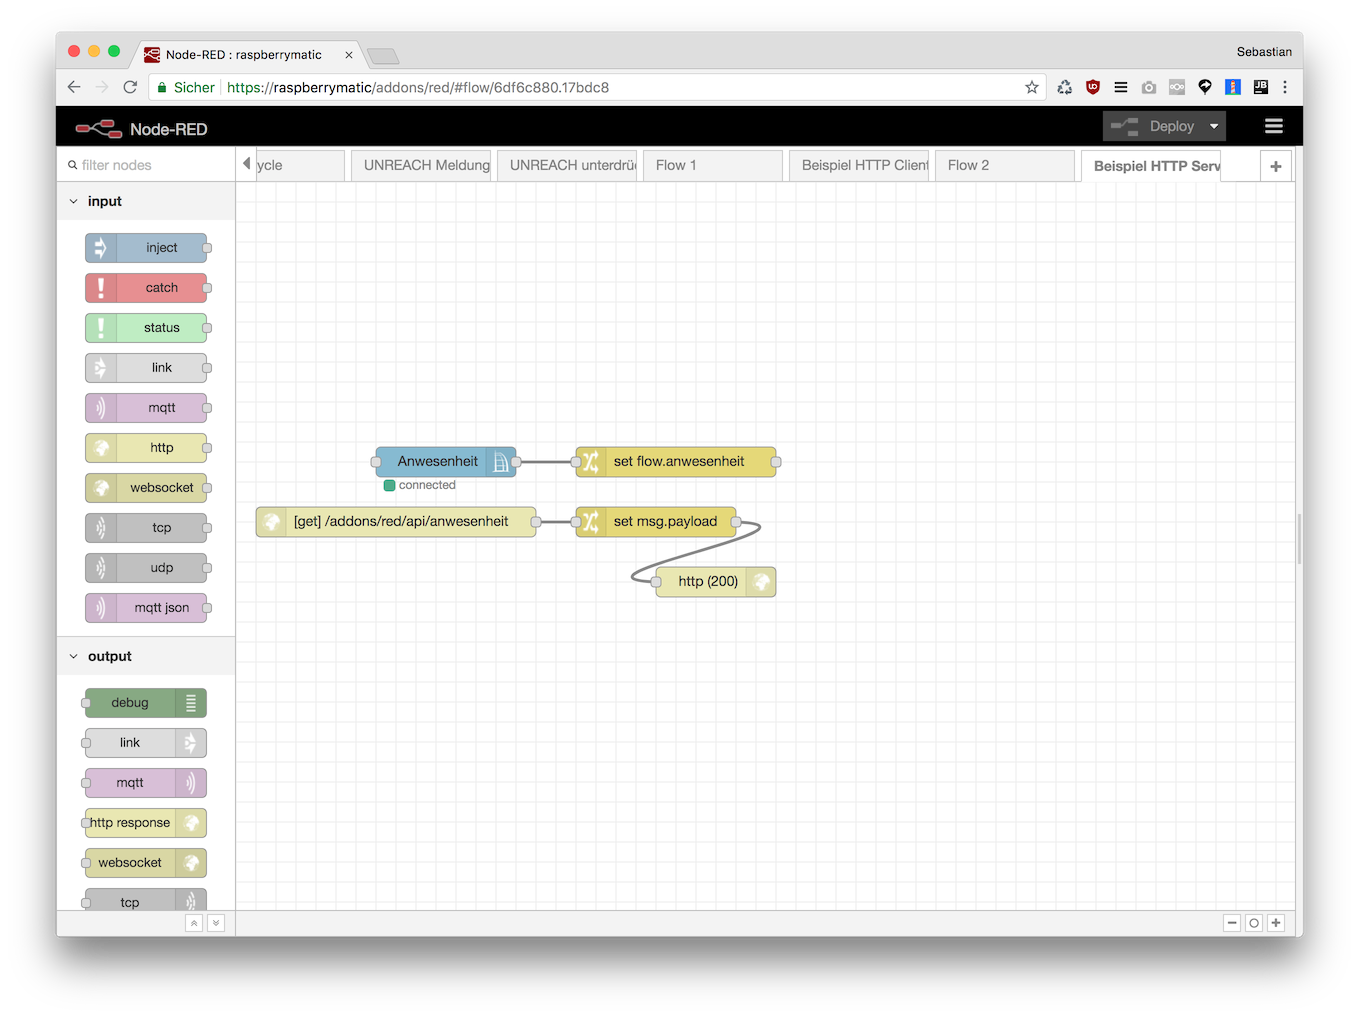 Node-RED : raspberrymatic
Sebastian
Sicher https://raspberrymatic/addons/red/#flow/6df6c880.17bdc8
Node-RED
Deploy
filter nodes
ycle
UNREACH Meldung
UNREACH unterdrü
Flow 1
Beispiel HTTP Client
Flow 2
Beispiel HTTP Serv
input
inject
catch
status
link
mqtt
http
websocket
tcp
udp
mqtt json
output
debug
link
mqtt
http response
websocket
tcp
Anwesenheit
connected
set flow.anwesenheit
[get] /addons/red/api/anwesenheit
set msg.payload
http (200)